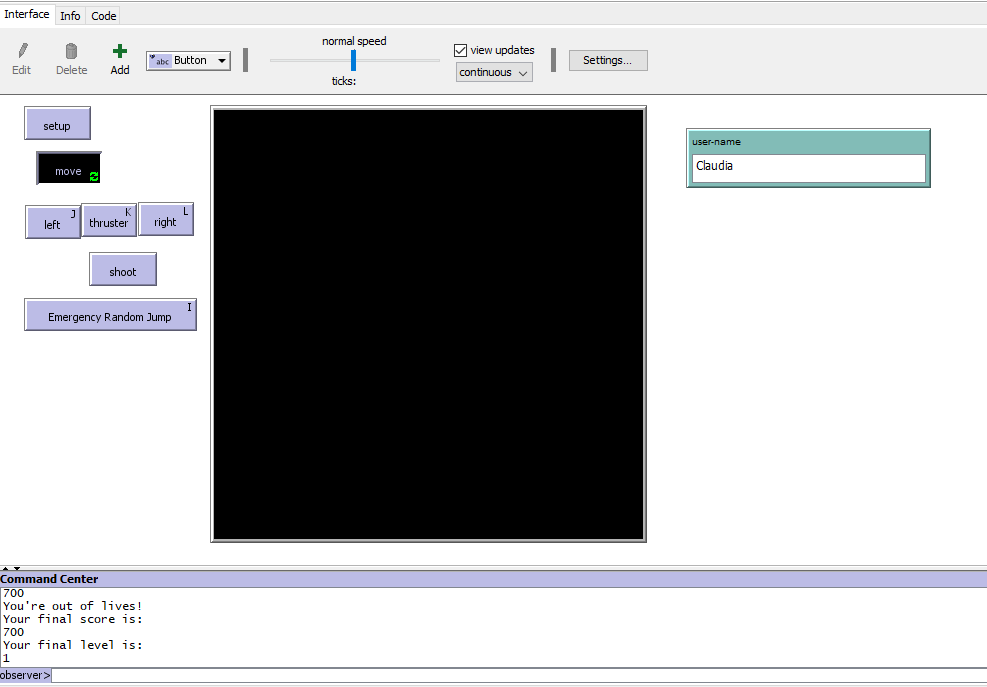 Interface Info Code
normal speed
Edit Delete Add
abc Button
view updates
continuous
Settings...
ticks:
setup
move
left J
thruster K
right L
shoot
Emergency Random Jump I
user-name
Claudia
Command Center
700
You're out of lives!
Your final score is:
700
Your final level is:
1
observer>